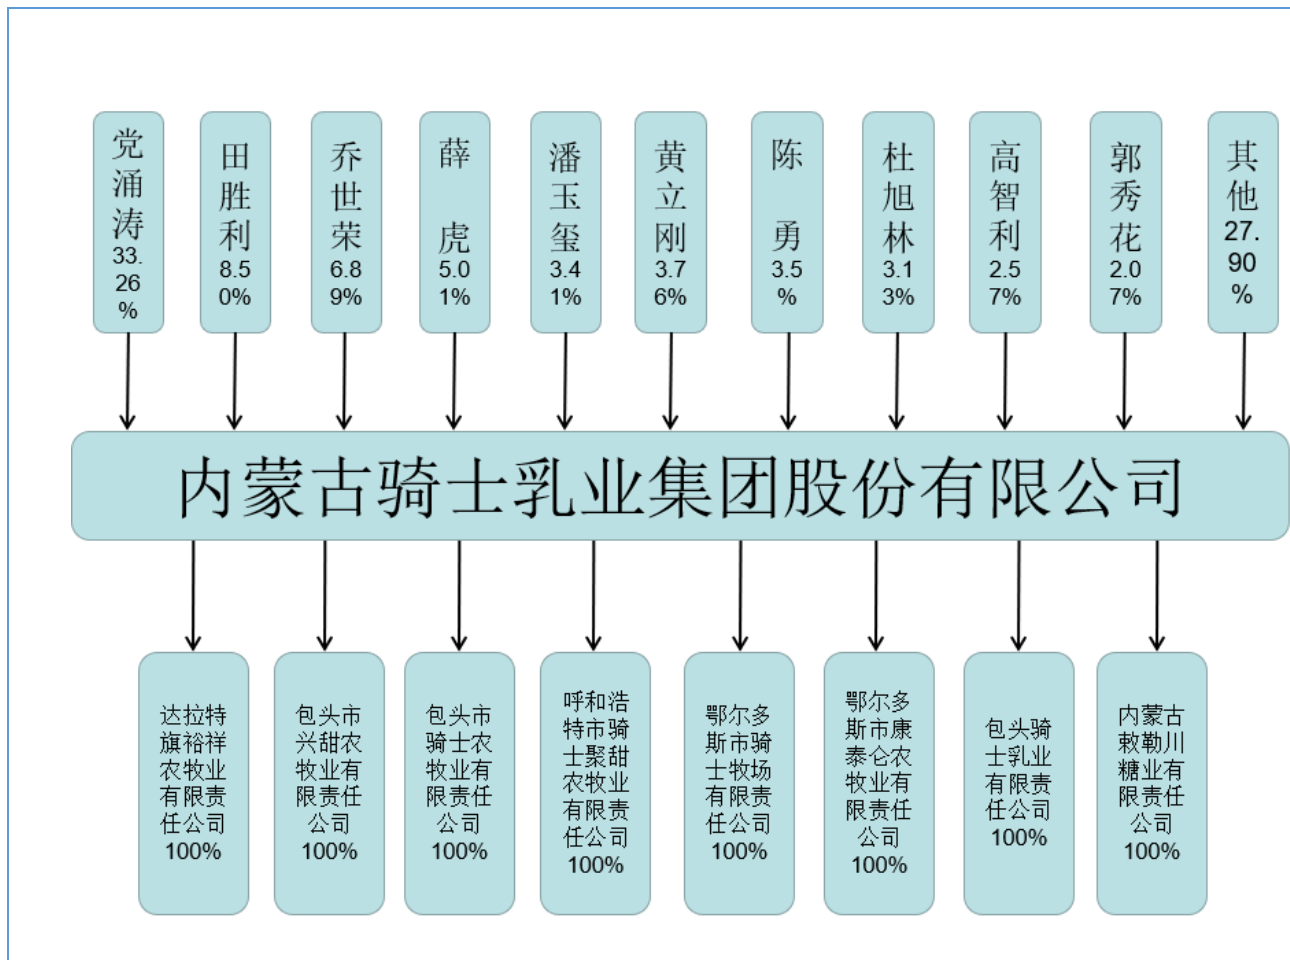 党
涌
涛
33.
26
%
田
胜
利
8.5
0%
乔
世
荣
6.8
9%
薛
虎
5.0
1%
潘
玉
玺
3.4
1%
黄
立
刚
3.7
6%
陈
勇
3.5
%
杜
旭
林
3.1
3%
高
智
利
2.5
7%
郭
秀
花
2.0
7%
其
他
27.
90
%
内蒙古骑士乳业集团股份有限公司
达拉特
旗裕祥
农牧业
有限责
任公司
100%
包头市
兴甜农
牧业有
限责任
公司
100%
包头市
骑士农
牧业有
限责任
公司
100%
呼和浩
特市骑
士聚甜
农牧业
有限责
任公司
100%
鄂尔多
斯市骑
士牧场
有限责
任公司
100%
鄂尔多
斯市康
泰仑农
牧业有
限责任
公司
100%
包头骑
士乳业
有限责
任公司
100%
内蒙古
敕勒川
糖业有
限责任
公司
100%